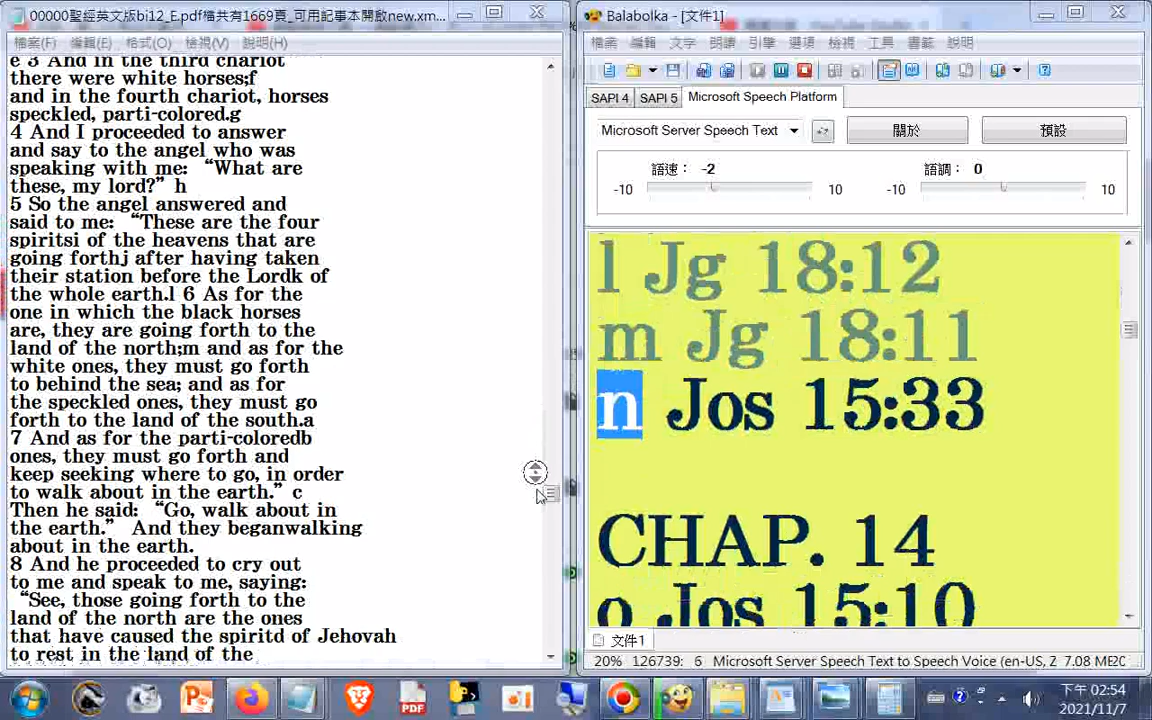 00000聖經英文版bi12_E.pdf檔共有1669頁_可用記事本開啟new.xm...
檔案(F) 編輯(E) 格式(O) 檢視(V) 說明(H)
e 3 And in the third chariot
there were white horses;f
and in the fourth chariot, horses
speckled, parti-colored.g
4 And I proceeded to answer
and say to the angel who was
speaking with me: “What are
these, my lord?” h
5 So the angel answered and
said to me: “These are the four
spiritsi of the heavens that are
going forthj after having taken
their station before the Lordk of
the whole earth.l 6 As for the
one in which the black horses
are, they are going forth to the
land of the north;m and as for the
white ones, they must go forth
to behind the sea; and as for
the speckled ones, they must go
forth to the land of the south.a
7 And as for the parti-coloredb
ones, they must go forth and
keep seeking where to go, in order
to walk about in the earth.” c
Then he said: “Go, walk about in
the earth.” And they beganwalking
about in the earth.
8 And he proceeded to cry out
to me and speak to me, saying:
“See, those going forth to the
land of the north are the ones
that have caused the spiritd of Jehovah
to rest in the land of the
Balabolka - [文件1]
檔案 編輯 文字 朗讀 引擎 選項 檢視 工具 書籤 說明
SAPI 4 SAPI 5 Microsoft Speech Platform
Microsoft Server Speech Text 關於 預設
語速： -2 語調： 0
-10 10 -10 10
l Jg 18:12
m Jg 18:11
n Jos 15:33
CHAP. 14
o Jos 15:10
文件1
20% 126739: 6 Microsoft Server Speech Text to Speech Voice (en-US, Z 7.08 ME2C
PDF
下午 02:54
2021/11/7